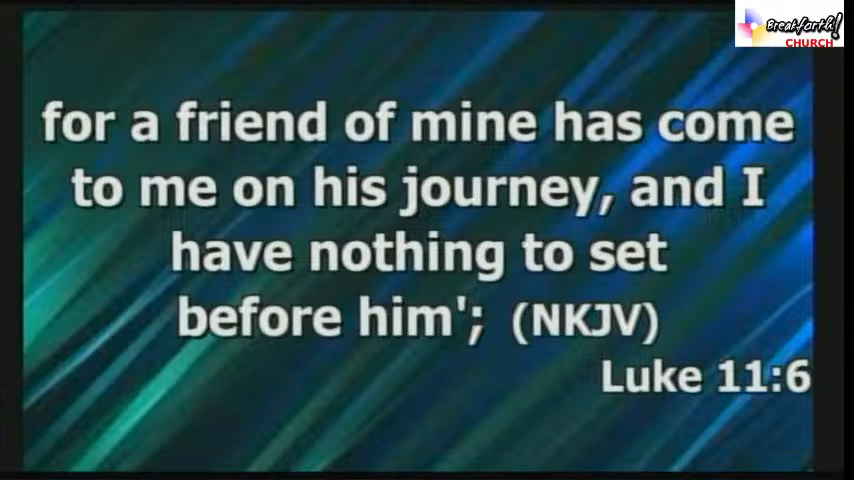 Breakforth!
CHURCH
for a friend of mine has come
to me on his journey, and I
have nothing to set
before him'; (NKJV)
Luke 11:6